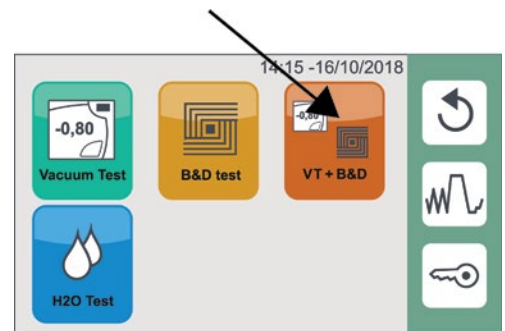 14:15 -16/10/2018
-0,80
-0,80
Vacuum Test
B&D test
VT + B&D
H2O Test